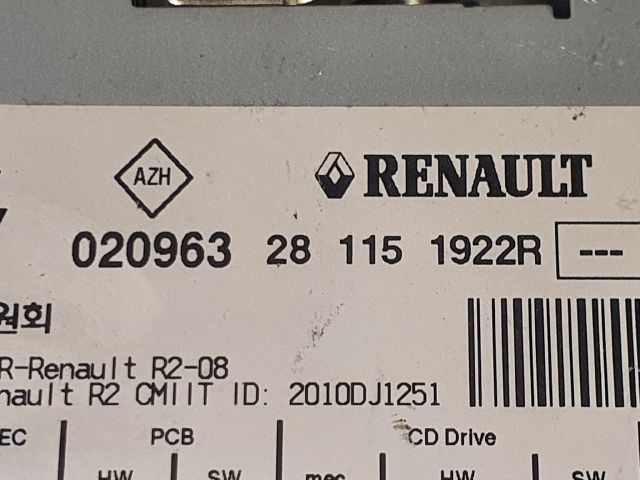 AZH RENAULT
020963 28 115 1922R ---
원회
R-Renault R2-08
nault R2 CMIIT ID: 2010DJ1251
EC PCB CD Drive
HW SW mec HW SW